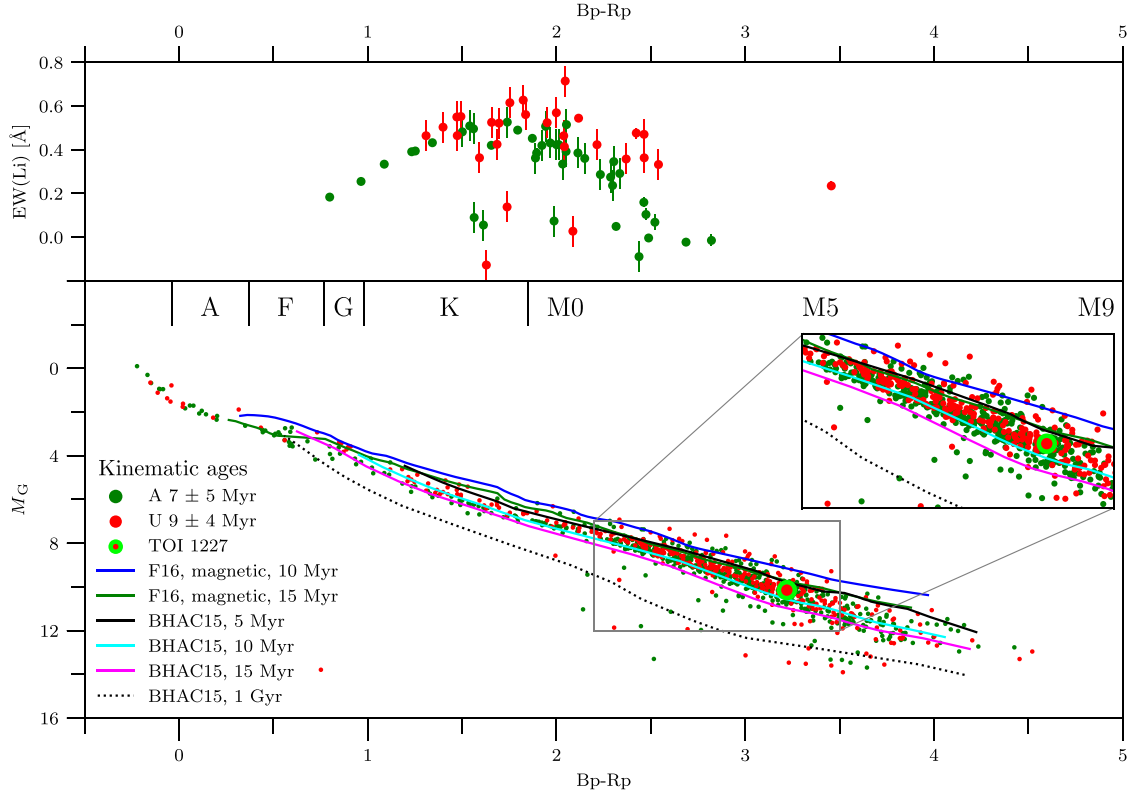 Bp-Rp
0 1 2 3 4 5
0.8
0.6
0.4
0.2
0.0
EW(Li) [Å]
A F G K M0 M5 M9
0
4
8
12
16
M_G
Kinematic ages
A 7 ± 5 Myr
U 9 ± 4 Myr
TOI 1227
F16, magnetic, 10 Myr
F16, magnetic, 15 Myr
BHAC15, 5 Myr
BHAC15, 10 Myr
BHAC15, 15 Myr
BHAC15, 1 Gyr
0 1 2 3 4 5
Bp-Rp